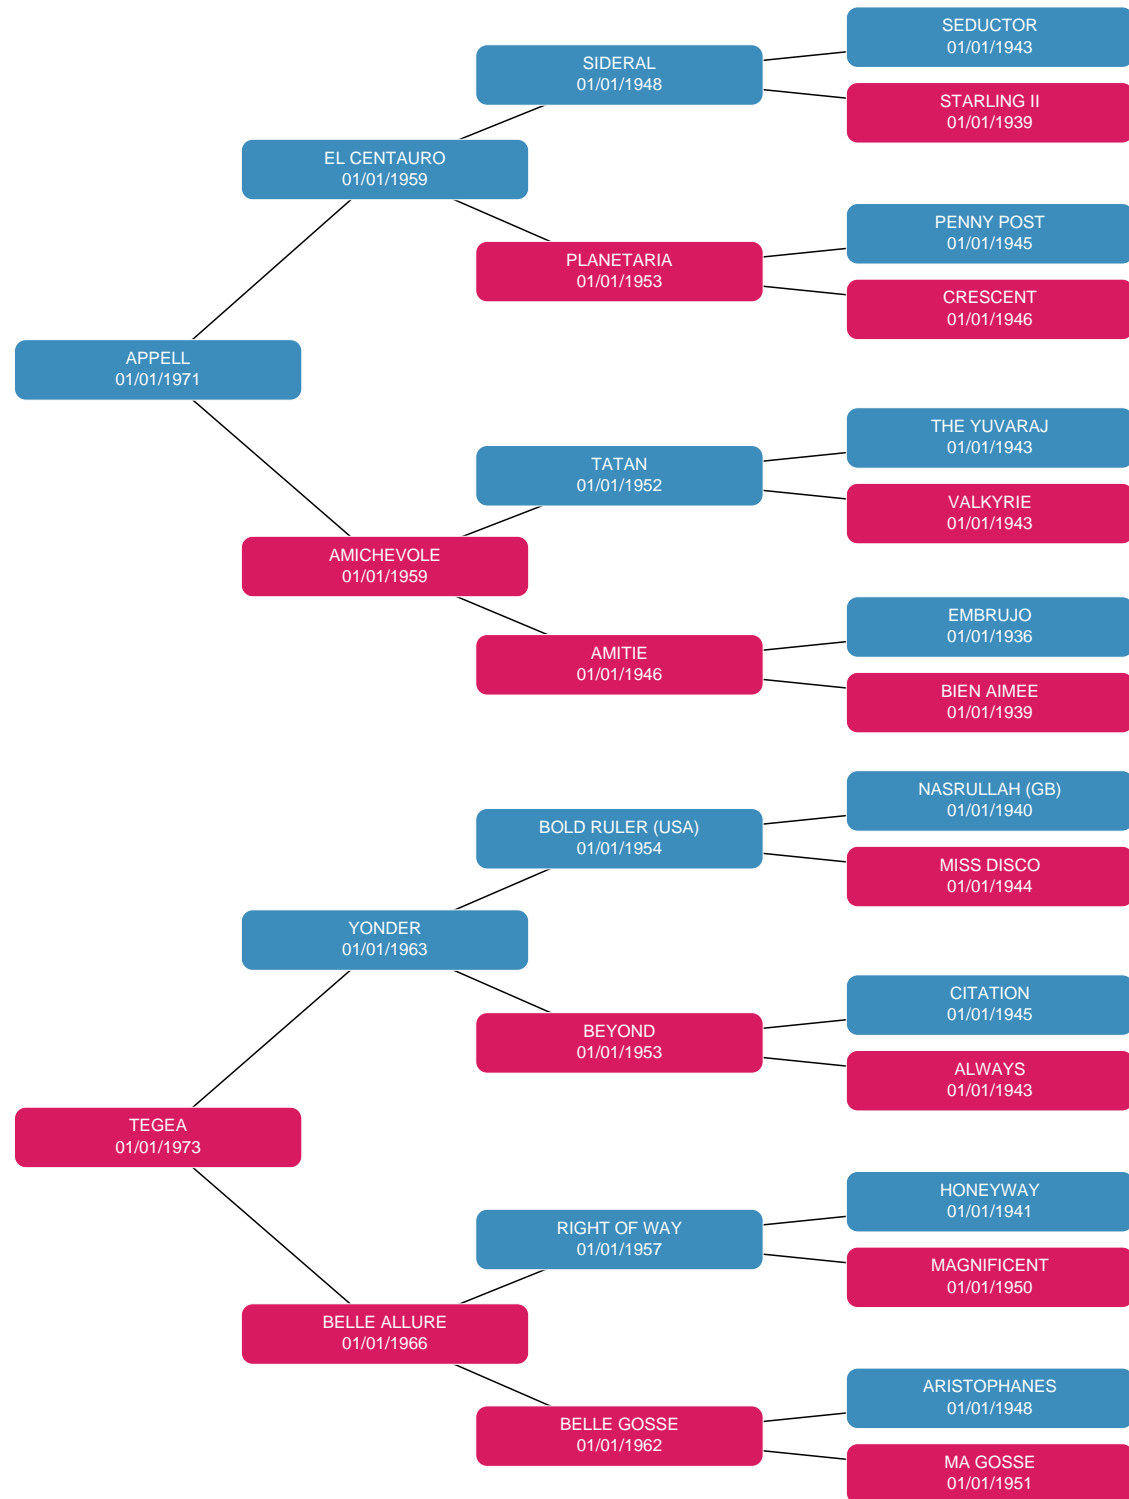 SEDUCTOR
01/01/1943
SIDERAL
01/01/1948
STARLING II
01/01/1939
EL CENTAURO
01/01/1959
PENNY POST
01/01/1945
PLANETARIA
01/01/1953
CRESCENT
01/01/1946
APPELL
01/01/1971
THE YUVARAJ
01/01/1943
TATAN
01/01/1952
VALKYRIE
01/01/1943
AMICHEVOLE
01/01/1959
EMBRUJO
01/01/1936
AMITIE
01/01/1946
BIEN AIMEE
01/01/1939
NASRULLAH (GB)
01/01/1940
BOLD RULER (USA)
01/01/1954
MISS DISCO
01/01/1944
YONDER
01/01/1963
CITATION
01/01/1945
BEYOND
01/01/1953
ALWAYS
01/01/1943
TEGEA
01/01/1973
HONEYWAY
01/01/1941
RIGHT OF WAY
01/01/1957
MAGNIFICENT
01/01/1950
BELLE ALLURE
01/01/1966
ARISTOPHANES
01/01/1948
BELLE GOSSE
01/01/1962
MA GOSSE
01/01/1951